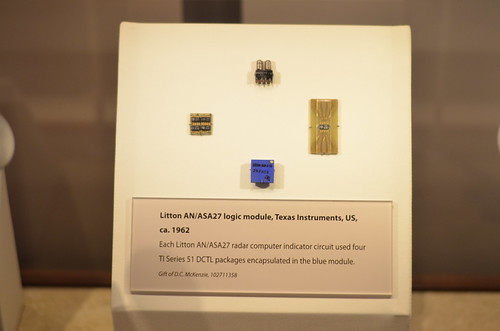 Litton AN/ASA27 logic module, Texas Instruments, US,
ca. 1962
Each Litton AN/ASA27 radar computer indicator circuit used four
TI Series 51 DCTL packages encapsulated in the blue module.
Gift of D.C. McKenzie, 102711358